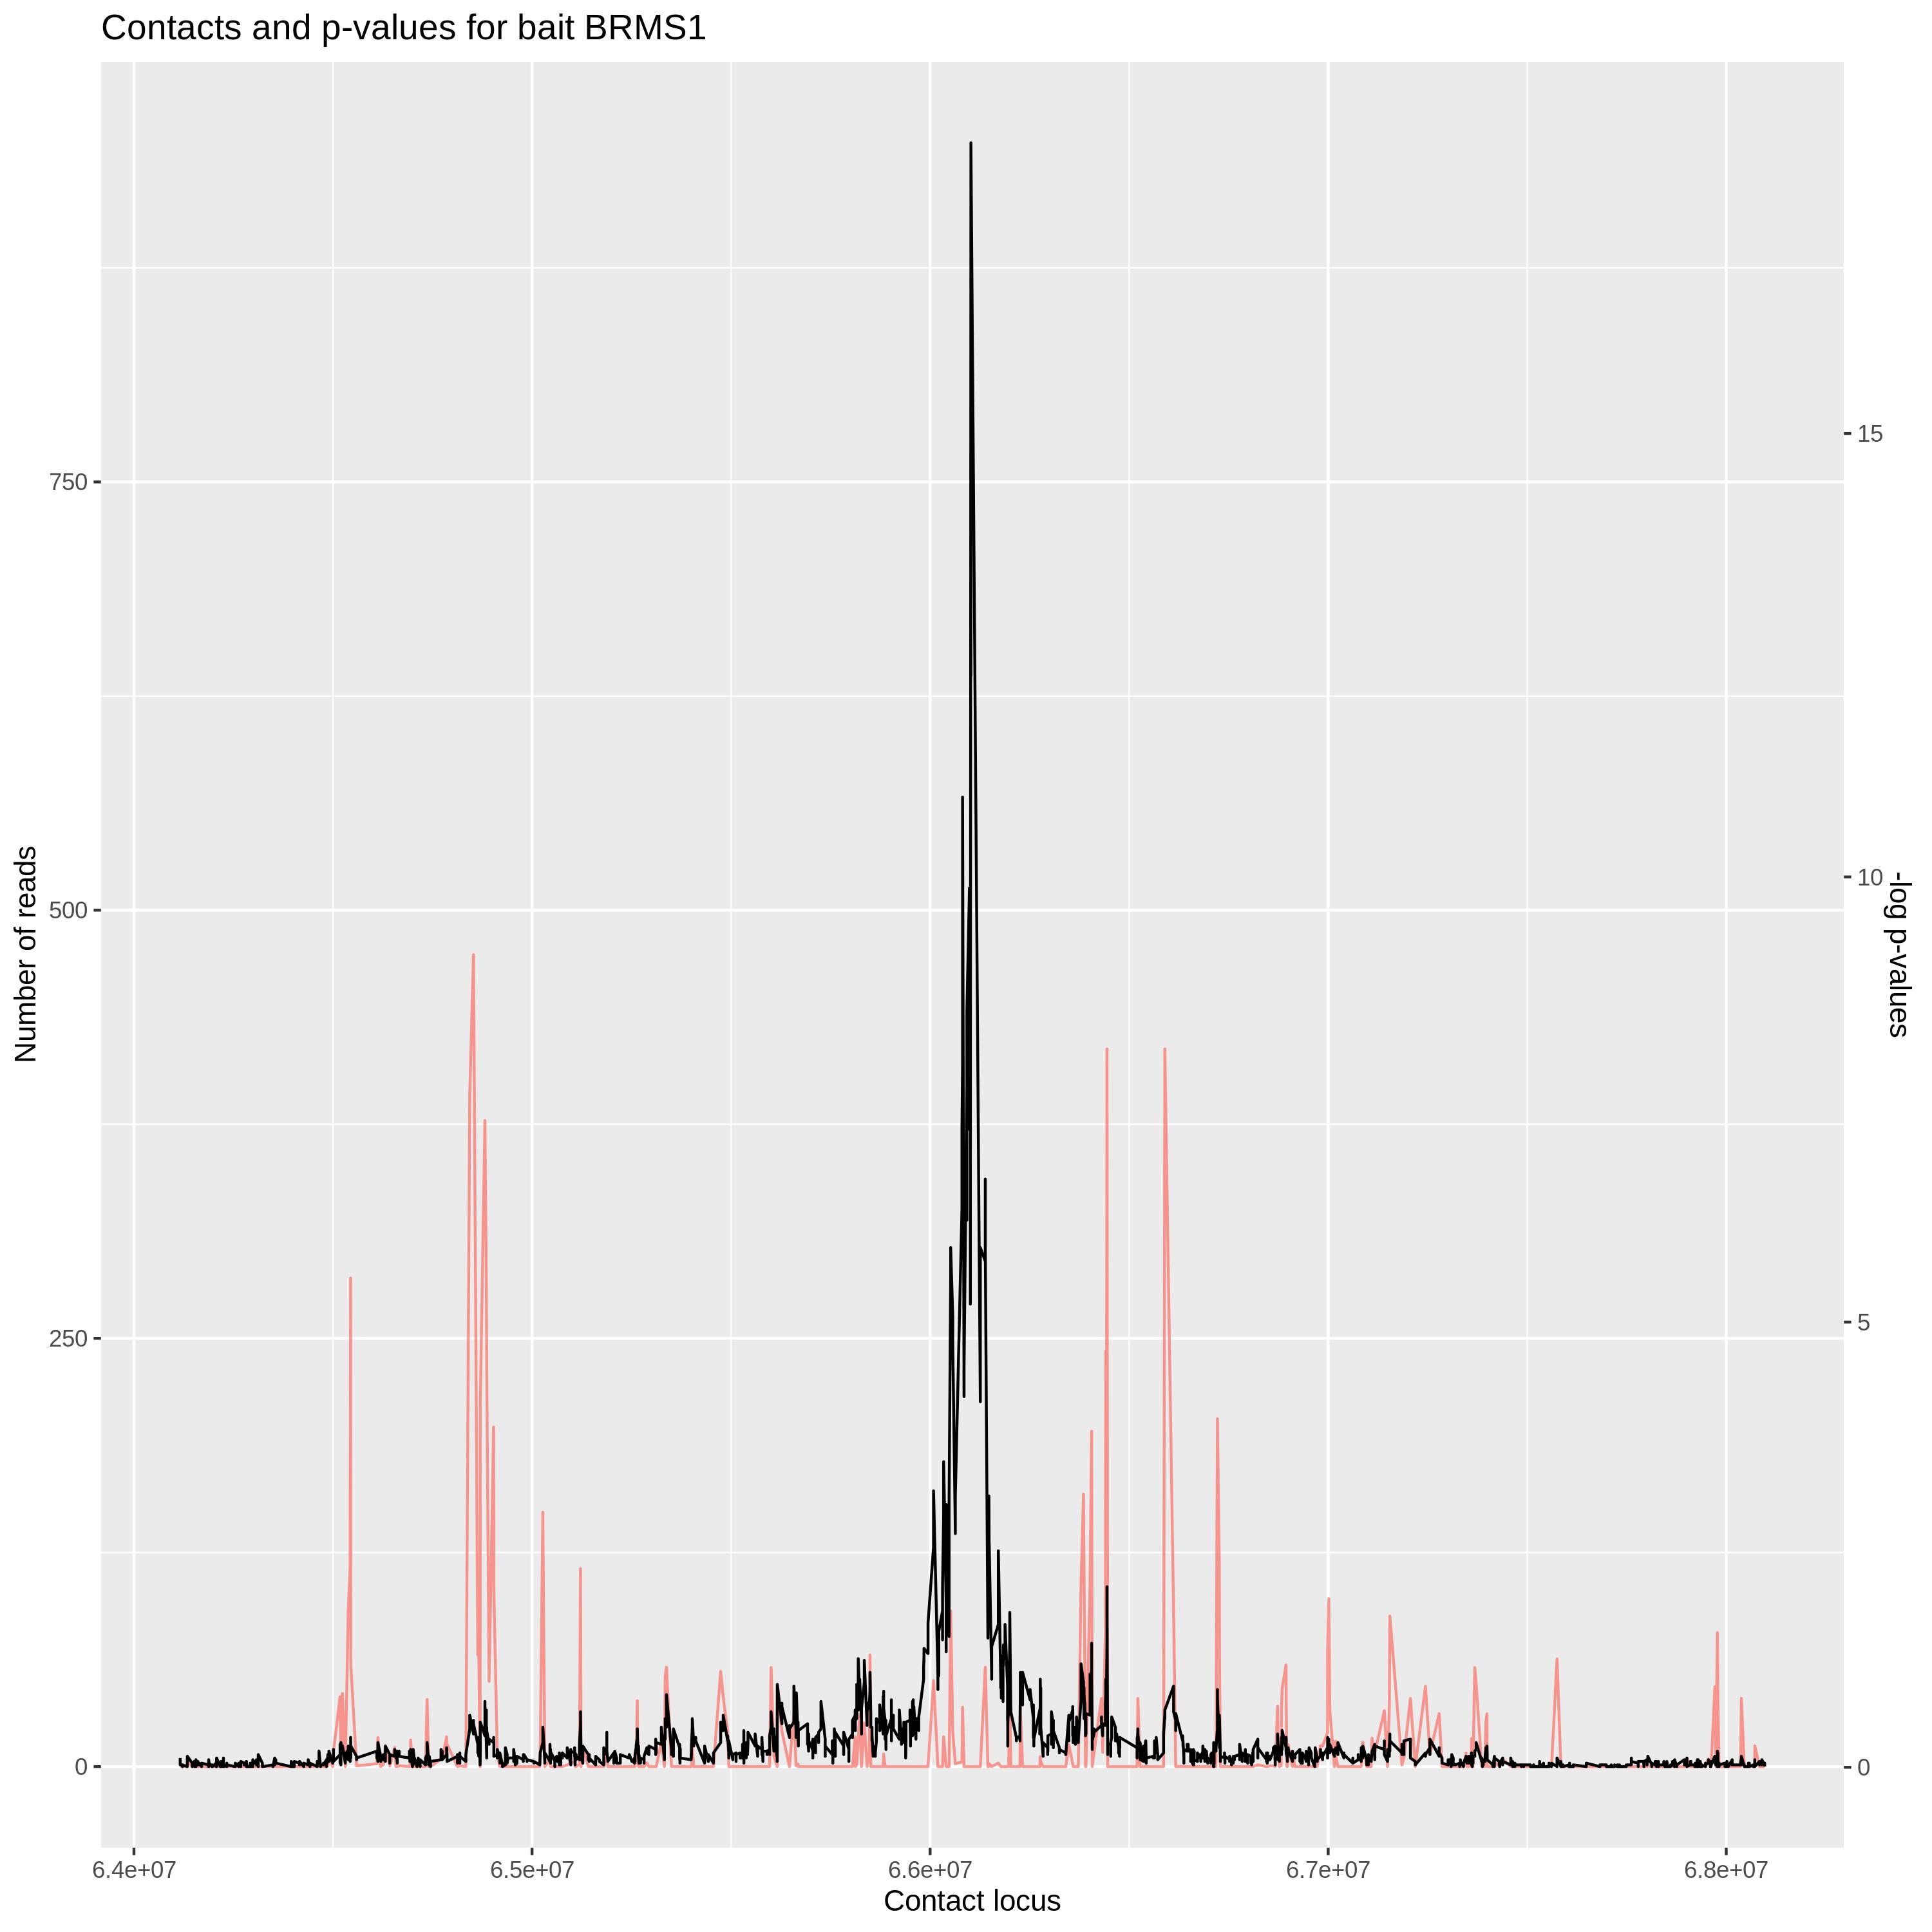 Contacts and p-values for bait BRMS1
Number of reads
750
500
250
0
15
10
5
0
-log p-values
6.4e+07 6.5e+07 6.6e+07 6.7e+07 6.8e+07
Contact locus